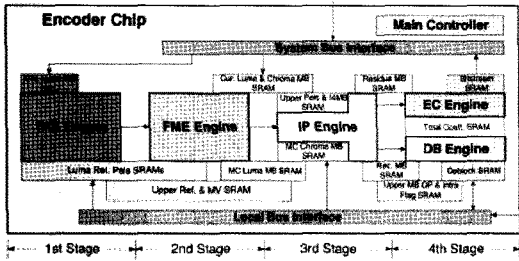 Encoder Chip
Main Controller
System Bus Interface
Cur. Luma & Chroma MB SRAM
Residue MB SRAM
Bitstream SRAM
Upper Pels & MMB SRAM
Engine
FME Engine
IP Engine
EC Engine
Total Coeff. SRAM
DB Engine
MC Chroma MB SRAM
Luma Ref. Pels SRAMs
MC Luma MB SRAM
Rec. MB SRAM
Deblock SRAM
Upper Ref. & MV SRAM
Upper MB QP & Intra Flag SRAM
Local Bus Interface
1st Stage
2nd Stage
3rd Stage
4th Stage